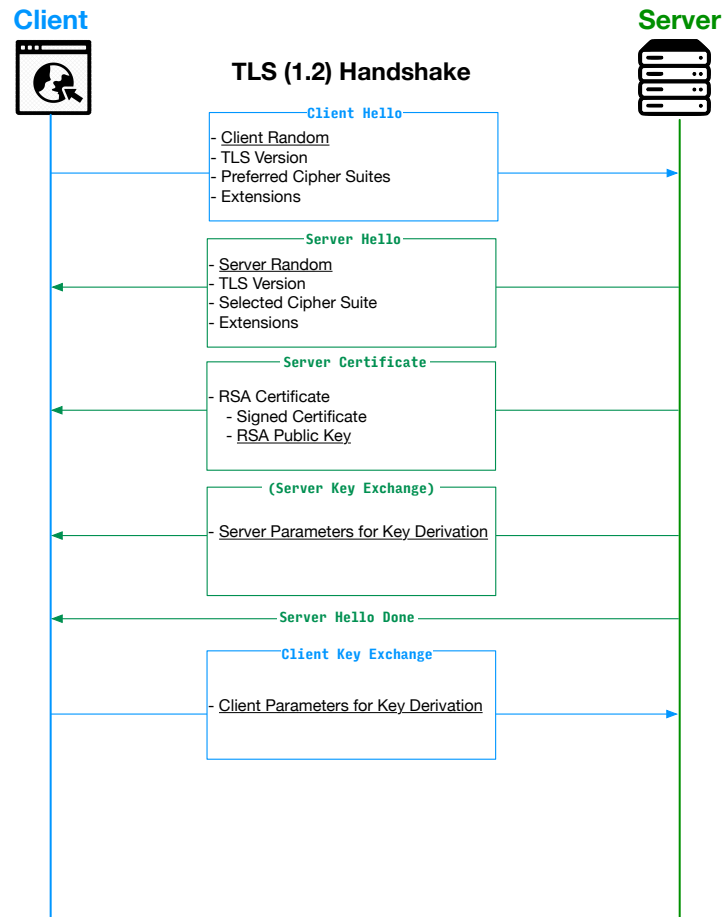 Client
Server
TLS (1.2) Handshake
Client Hello
- Client Random
- TLS Version
- Preferred Cipher Suites
- Extensions
Server Hello
- Server Random
- TLS Version
- Selected Cipher Suite
- Extensions
Server Certificate
- RSA Certificate
- Signed Certificate
- RSA Public Key
(Server Key Exchange)
- Server Parameters for Key Derivation
Server Hello Done
Client Key Exchange
- Client Parameters for Key Derivation